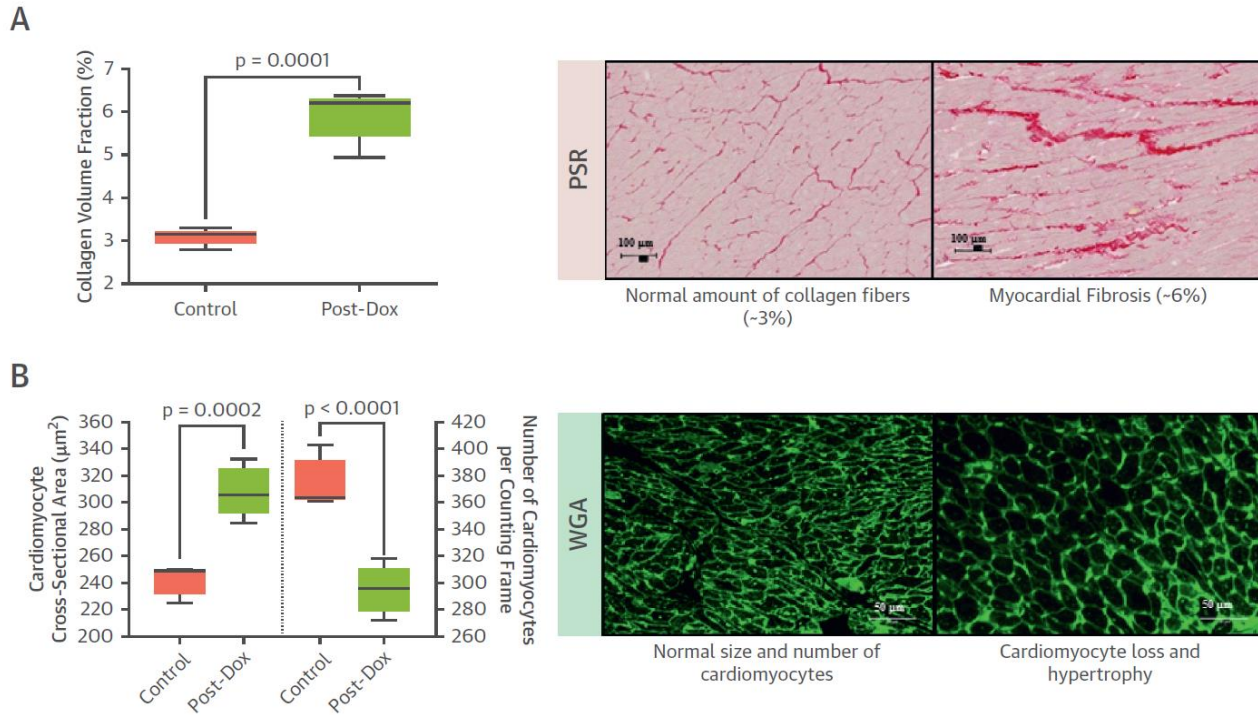 A
Collagen Volume Fraction (%)
7
6
5
4
3
2
p = 0.0001
Control
Post-Dox
PSR
100 µm
100 µm
Normal amount of collagen fibers
(~3%)
Myocardial Fibrosis (~6%)
B
Cardiomyocyte
Cross-Sectional Area (µm²)
360
340
320
300
280
260
240
220
200
p = 0.0002
p < 0.0001
420
400
380
360
340
320
300
280
260
Number of Cardiomyocytes
per Counting Frame
Control
Post-Dox
Control
Post-Dox
WGA
50 µm
50 µm
Normal size and number of
cardiomyocytes
Cardiomyocyte loss and
hypertrophy